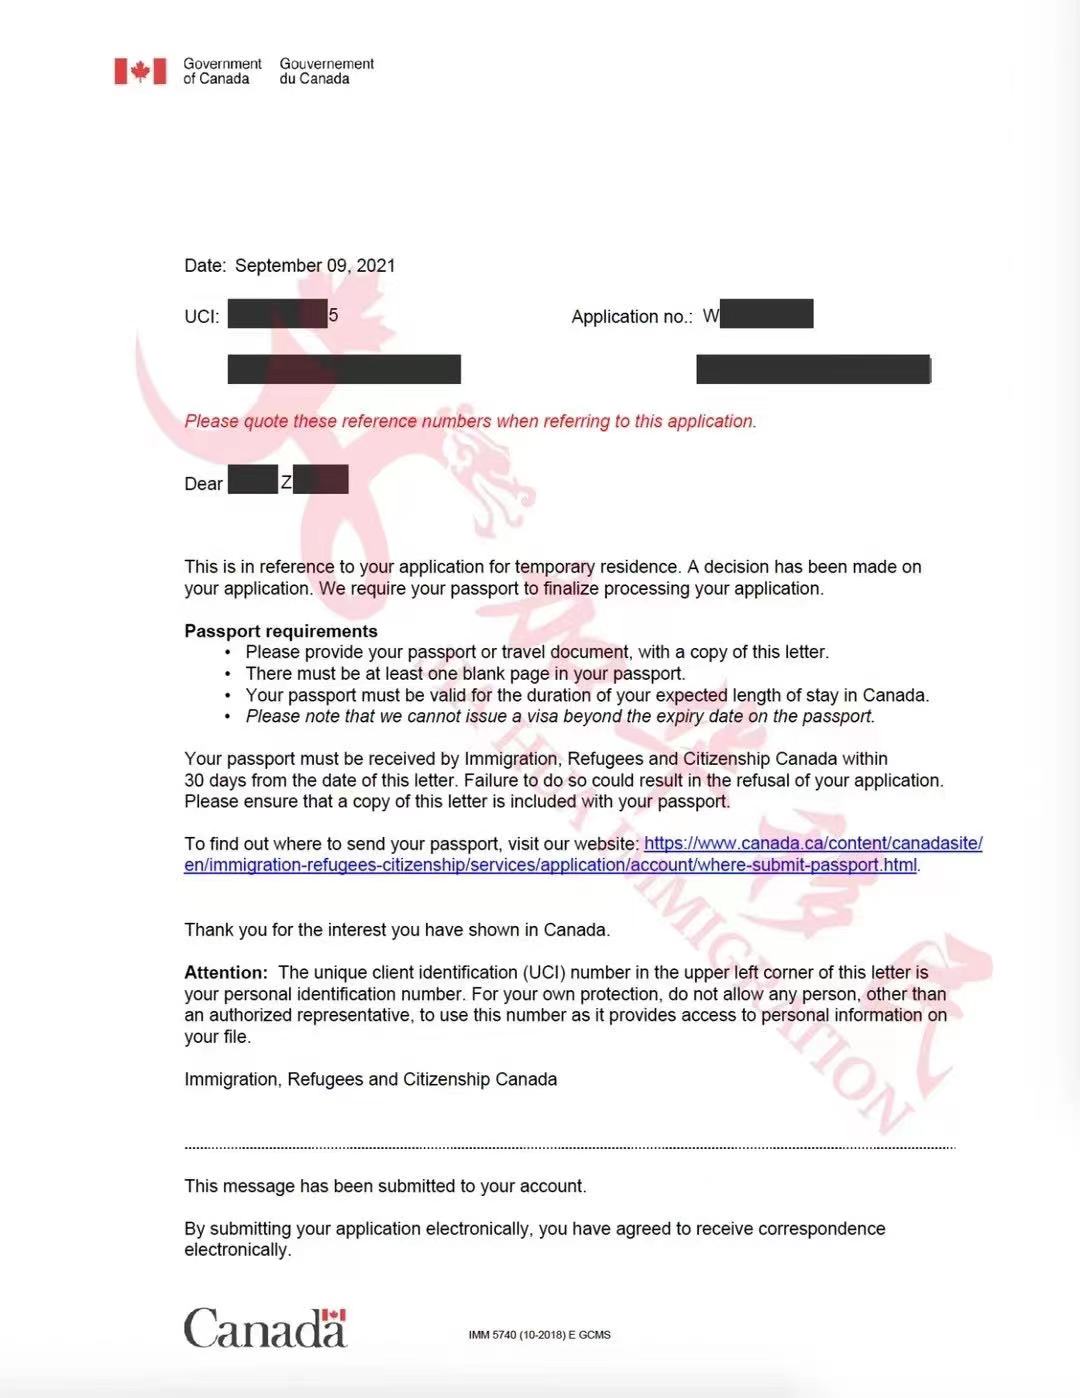 Government Gouvernement
of Canada du Canada
Date: September 09, 2021
UCI: 5 Application no.: W
Please quote these reference numbers when referring to this application.
Dear Z
This is in reference to your application for temporary residence. A decision has been made on
your application. We require your passport to finalize processing your application.
Passport requirements
• Please provide your passport or travel document, with a copy of this letter.
• There must be at least one blank page in your passport.
• Your passport must be valid for the duration of your expected length of stay in Canada.
• Please note that we cannot issue a visa beyond the expiry date on the passport.
Your passport must be received by Immigration, Refugees and Citizenship Canada within
30 days from the date of this letter. Failure to do so could result in the refusal of your application.
Please ensure that a copy of this letter is included with your passport.
To find out where to send your passport, visit our website: https://www.canada.ca/content/canadasite/
en/immigration-refugees-citizenship/services/application/account/where-submit-passport.html.
Thank you for the interest you have shown in Canada.
Attention: The unique client identification (UCI) number in the upper left corner of this letter is
your personal identification number. For your own protection, do not allow any person, other than
an authorized representative, to use this number as it provides access to personal information on
your file.
Immigration, Refugees and Citizenship Canada
This message has been submitted to your account.
By submitting your application electronically, you have agreed to receive correspondence
electronically.
Canada
IMM 5740 (10-2018) E GCMS
加华移民
JIA HUA IMMIGRATION